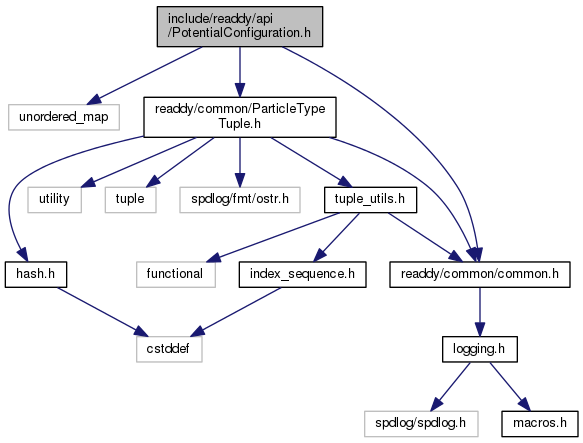 include/readdy/api
/PotentialConfiguration.h
unordered_map
readdy/common/ParticleType
Tuple.h
utility
tuple
spdlog/fmt/ostr.h
tuple_utils.h
hash.h
functional
index_sequence.h
readdy/common/common.h
cstddef
logging.h
spdlog/spdlog.h
macros.h